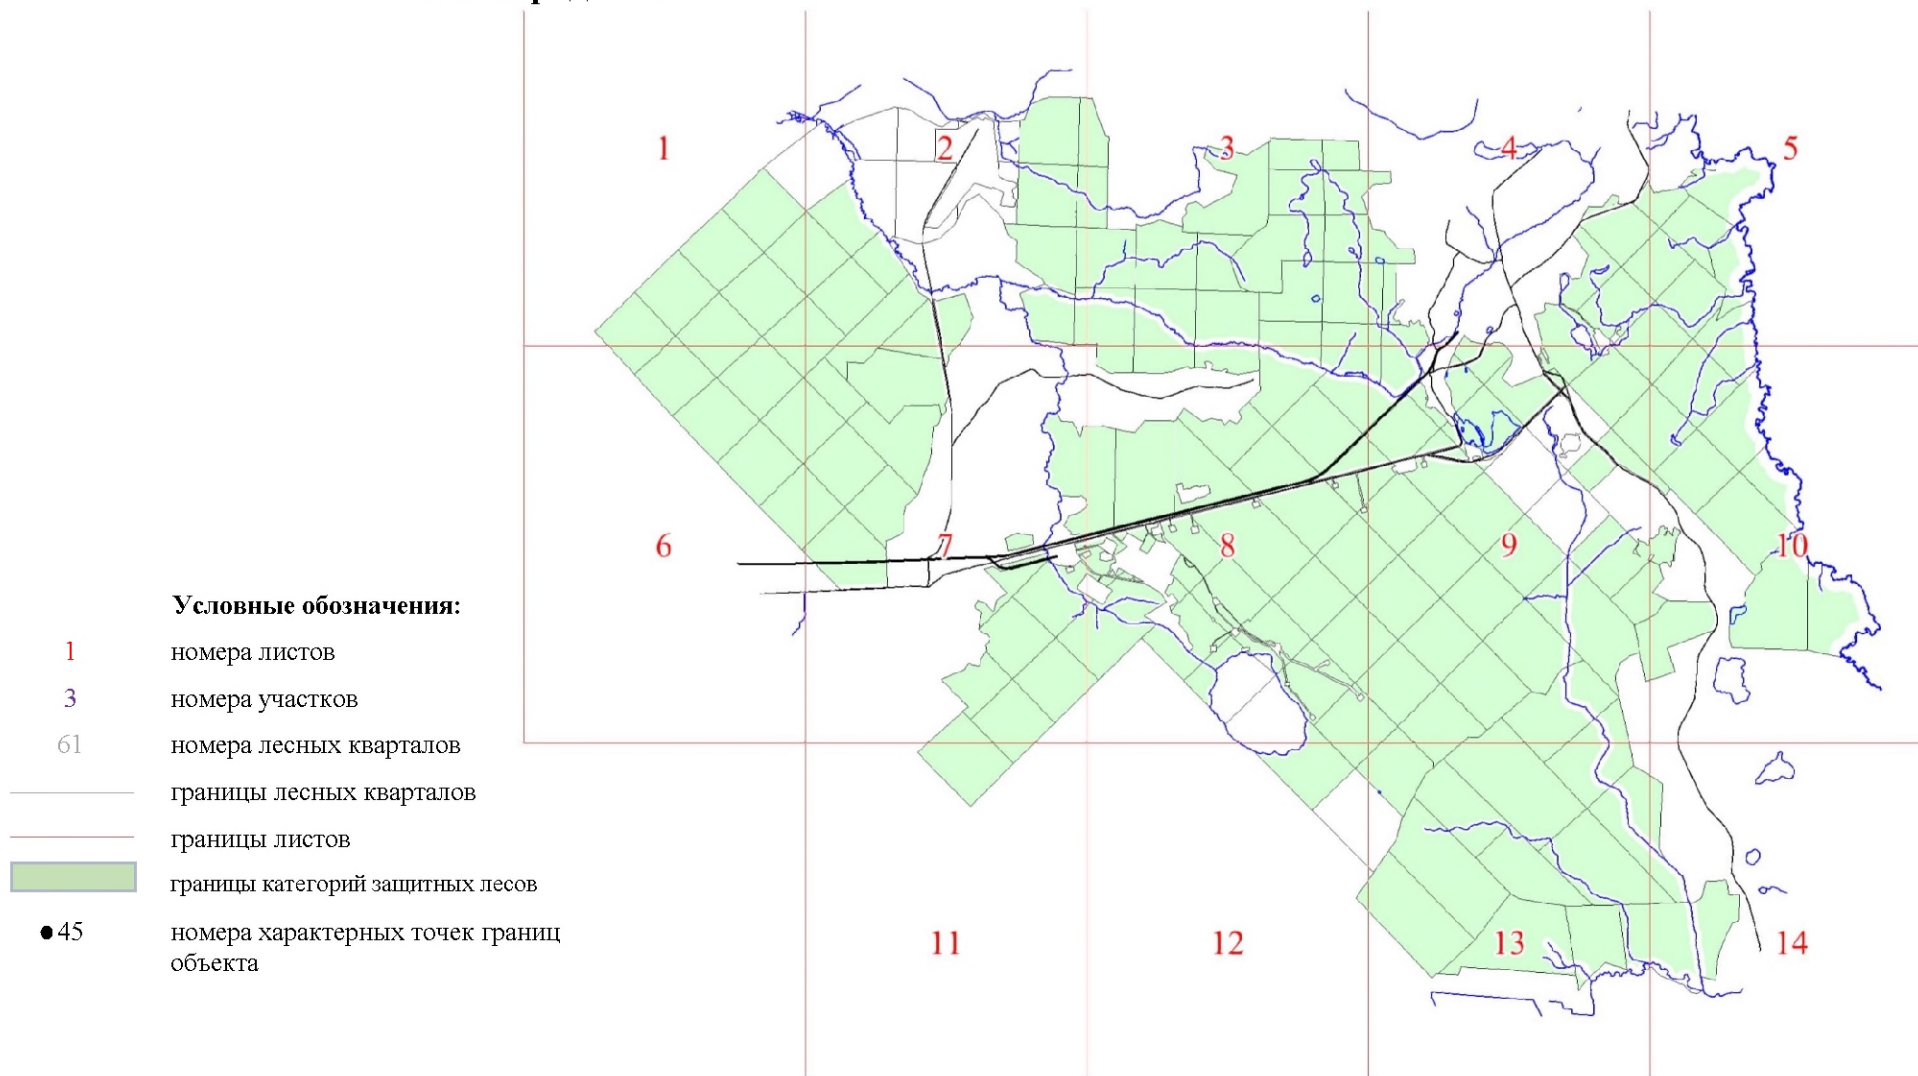 1
2
3
4
5
6
7
8
9
10
11
12
13
14
Условные обозначения:
1 номера листов
3 номера участков
61 номера лесных кварталов
границы лесных кварталов
границы листов
границы категорий защитных лесов
45 номера характерных точек границ
объекта